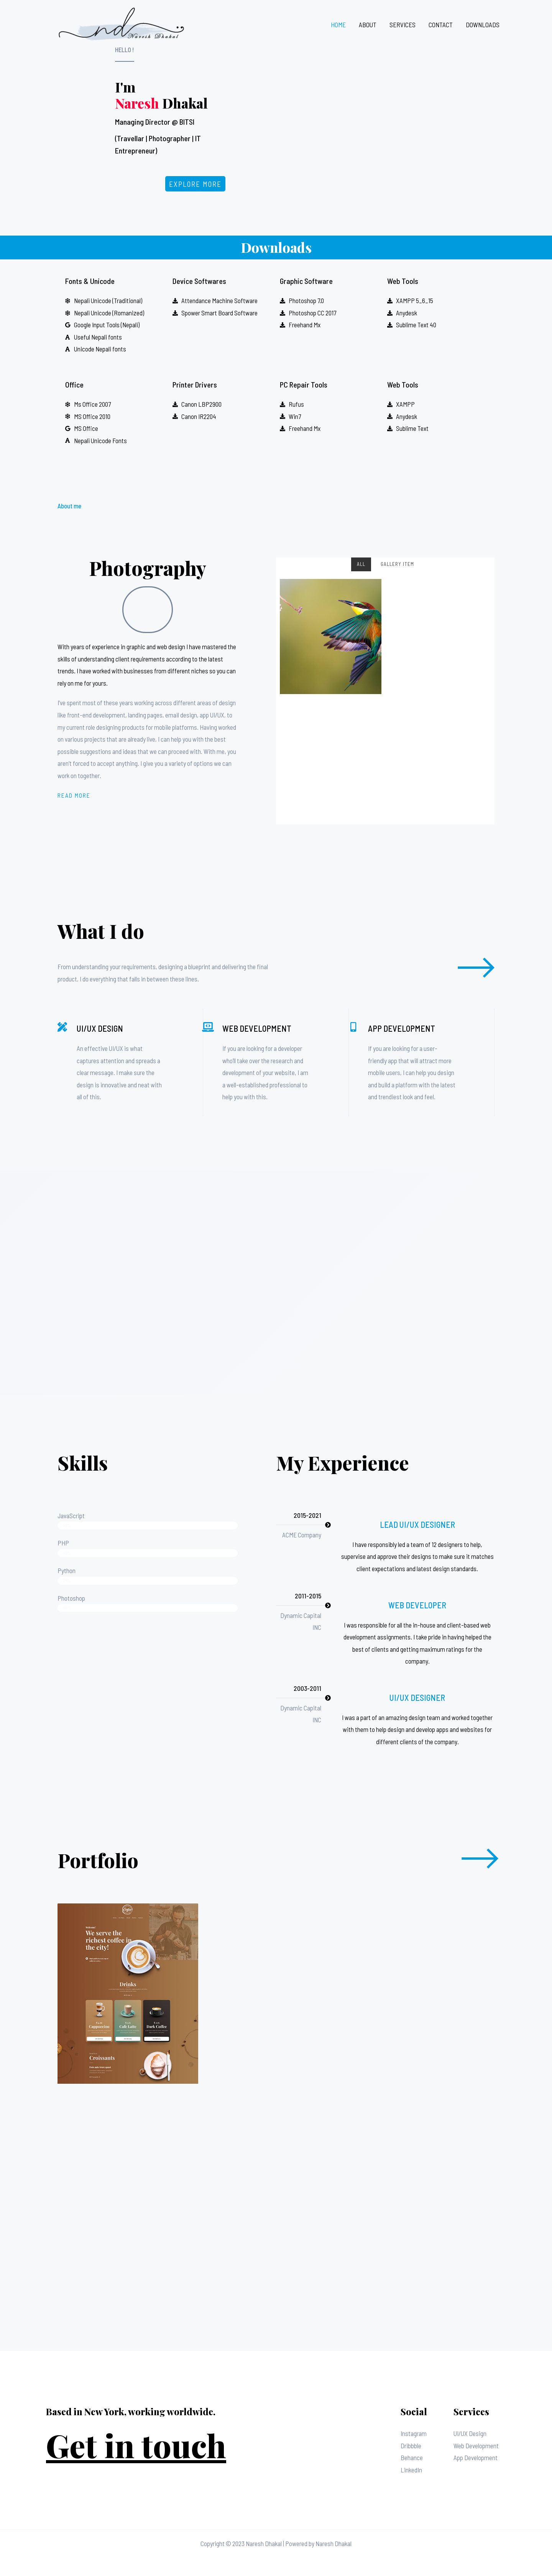 nd
Naresh Dhakal
HOME ABOUT SERVICES CONTACT DOWNLOADS
HELLO !
I'm
Naresh Dhakal
Managing Director @ BITSI
(Travellar | Photographer | IT
Entrepreneur)
EXPLORE MORE
Downloads
Fonts & Unicode
Nepali Unicode (Traditional)
Nepali Unicode (Romanized)
Google Input Tools (Nepali)
Useful Nepali fonts
Unicode Nepali fonts
Device Softwares
Attendance Machine Software
Spower Smart Board Software
Graphic Software
Photoshop 7.0
Photoshop CC 2017
Freehand Mx
Web Tools
XAMPP 5_6_15
Anydesk
Sublime Text 40
Office
Ms Office 2007
MS Office 2010
MS Office
Nepali Unicode Fonts
Printer Drivers
Canon LBP2900
Canon iR2204
PC Repair Tools
Rufus
Win7
Freehand Mx
Web Tools
XAMPP
Anydesk
Sublime Text
About me
Photography
With years of experience in graphic and web design I have mastered the
skills of understanding client requirements according to the latest
trends. I have worked with businesses from different niches so you can
rely on me for yours.
I've spent most of these years working across different areas of design
like front-end development, landing pages, email design, app UI/UX, to
my current role designing products for mobile platforms. Having worked
on various projects that are already live, I can help you with the best
possible suggestions and ideas that we can proceed with. With me, you
aren't forced to accept anything. I give you a variety of options we can
work on together.
READ MORE
ALL GALLERY ITEM
What I do
From understanding your requirements, designing a blueprint and delivering the final
product, I do everything that falls in between these lines.
UI/UX DESIGN
An effective UI/UX is what
captures attention and spreads a
clear message. I make sure the
design is innovative and neat with
all of this.
WEB DEVELOPMENT
If you are looking for a developer
who'll take over the research and
development of your website, I am
a well-established professional to
help you with this.
APP DEVELOPMENT
If you are looking for a user-
friendly app that will attract more
mobile users, I can help you design
and build a platform with the latest
and trendiest look and feel.
Skills
JavaScript
PHP
Python
Photoshop
My Experience
2015-2021
ACME Company
LEAD UI/UX DESIGNER
I have responsibly led a team of 12 designers to help,
supervise and approve their designs to make sure it matches
client expectations and latest design standards.
2011-2015
Dynamic Capital
INC
WEB DEVELOPER
I was responsible for all the in-house and client-based web
development assignments. I take pride in having helped the
best of clients and getting maximum ratings for the
company.
2003-2011
Dynamic Capital
INC
UI/UX DESIGNER
I was a part of an amazing design team and worked together
with them to help design and develop apps and websites for
different clients of the company.
Portfolio
We serve the
richest coffee in
the city!
Drinks
Cappuccino
Cafe Latte
Dark Coffee
Croissants
Based in New York, working worldwide.
Get in touch
Social
Instagram
Dribbble
Behance
LinkedIn
Services
UI/UX Design
Web Development
App Development
Copyright © 2023 Naresh Dhakal | Powered by Naresh Dhakal